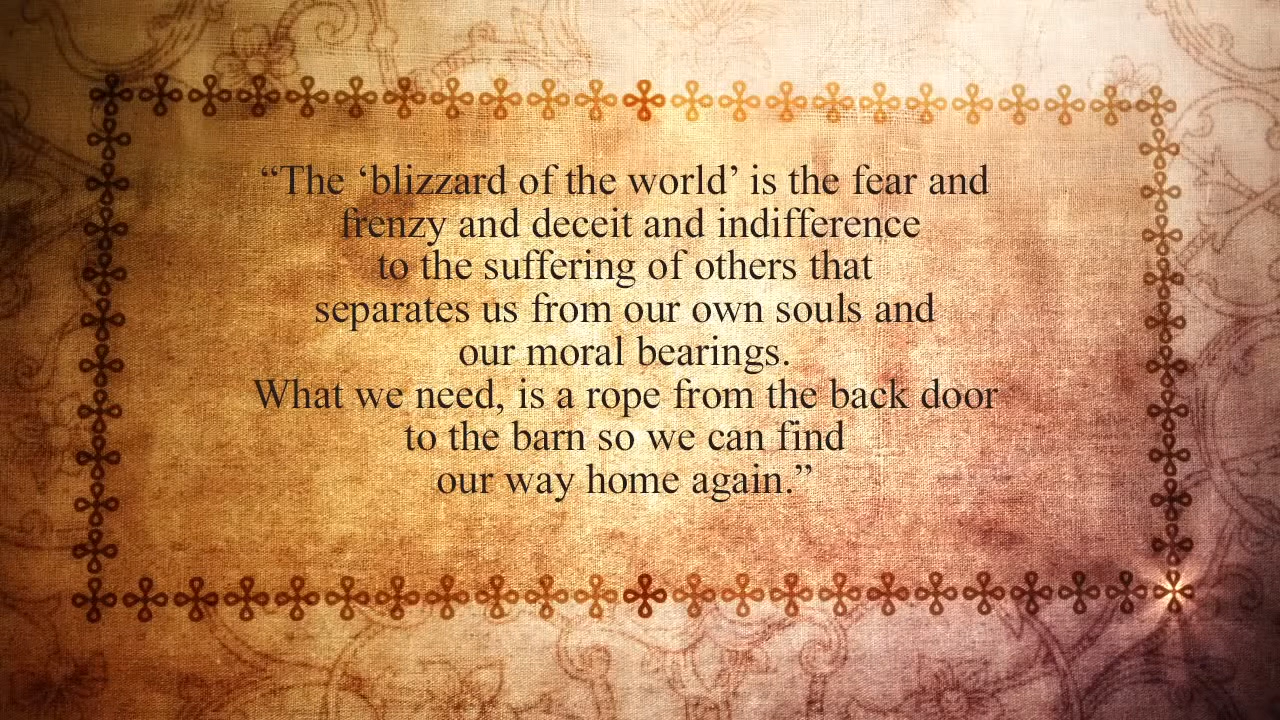 “The ‘blizzard of the world’ is the fear and
frenzy and deceit and indifference
to the suffering of others that
separates us from our own souls and
our moral bearings.
What we need, is a rope from the back door
to the barn so we can find
our way home again.”